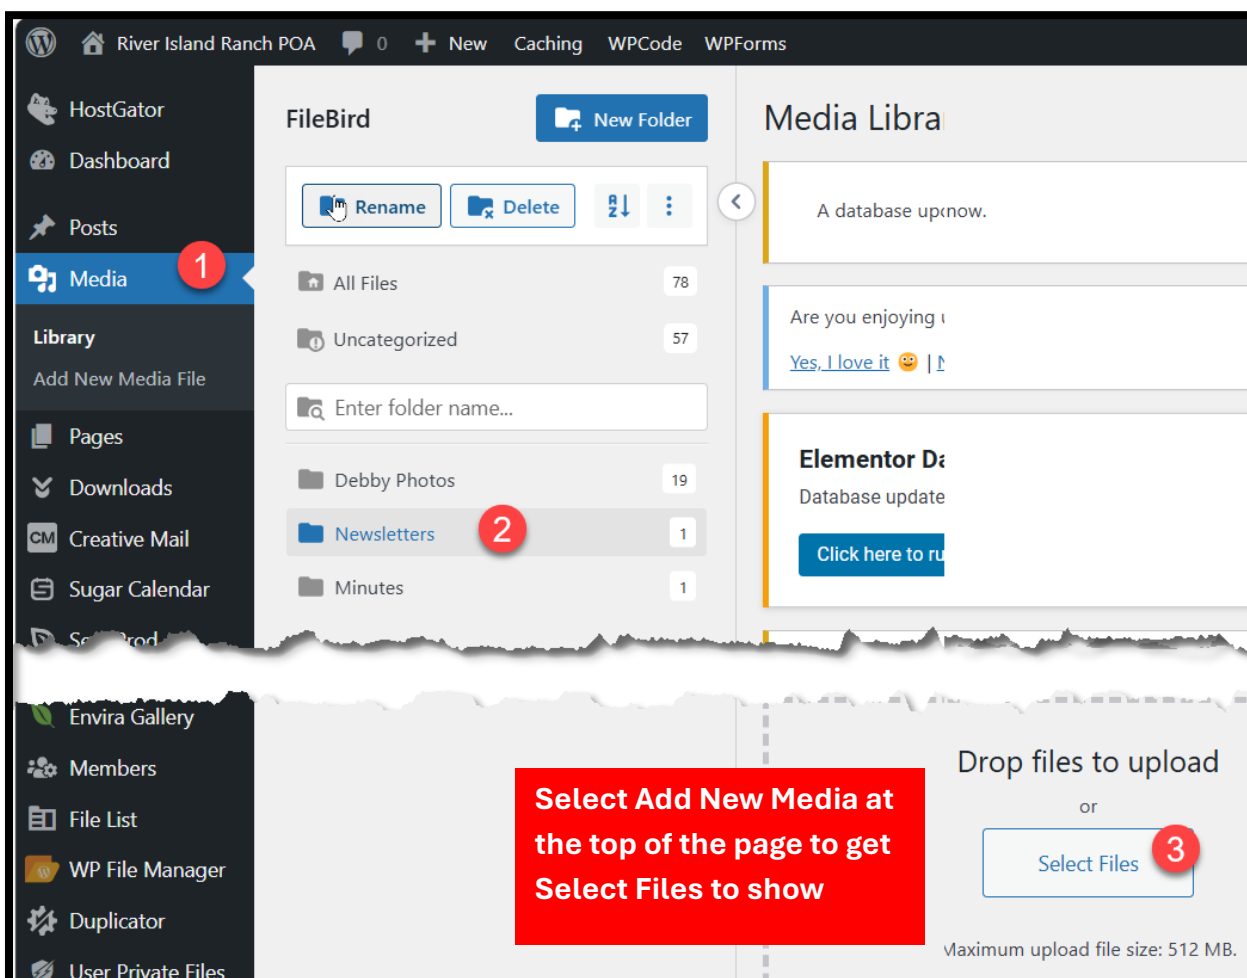 River Island Ranch POA 0 New Caching WPCode WPForms
HostGator
Dashboard
Posts
Media 1
Library
Add New Media File
Pages
Downloads
CM Creative Mail
Sugar Calendar
FileBird New Folder
Rename Delete
All Files 78
Uncategorized 57
Enter folder name...
Debby Photos 19
Newsletters 2 1
Minutes 1
Media Libra
A database up now.
Are you enjoying
Yes, I love it |
Elementor Da
Database update
Click here to ru
Envira Gallery
Members
File List
WP File Manager
Duplicator
User Private Files
Select Add New Media at
the top of the page to get
Select Files to show
Drop files to upload
or
Select Files 3
Maximum upload file size: 512 MB.